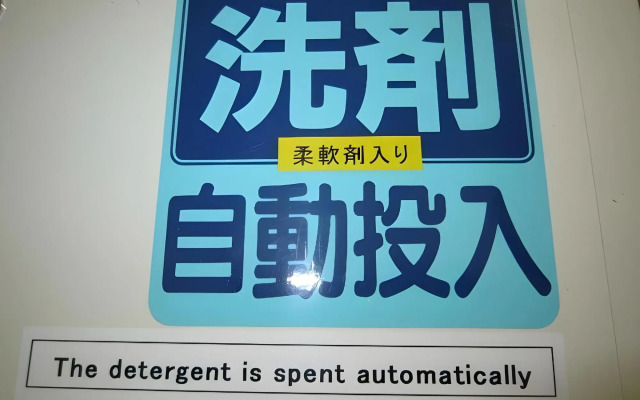 洗剤
柔軟剤入り
自動投入
The detergent is spent automatically